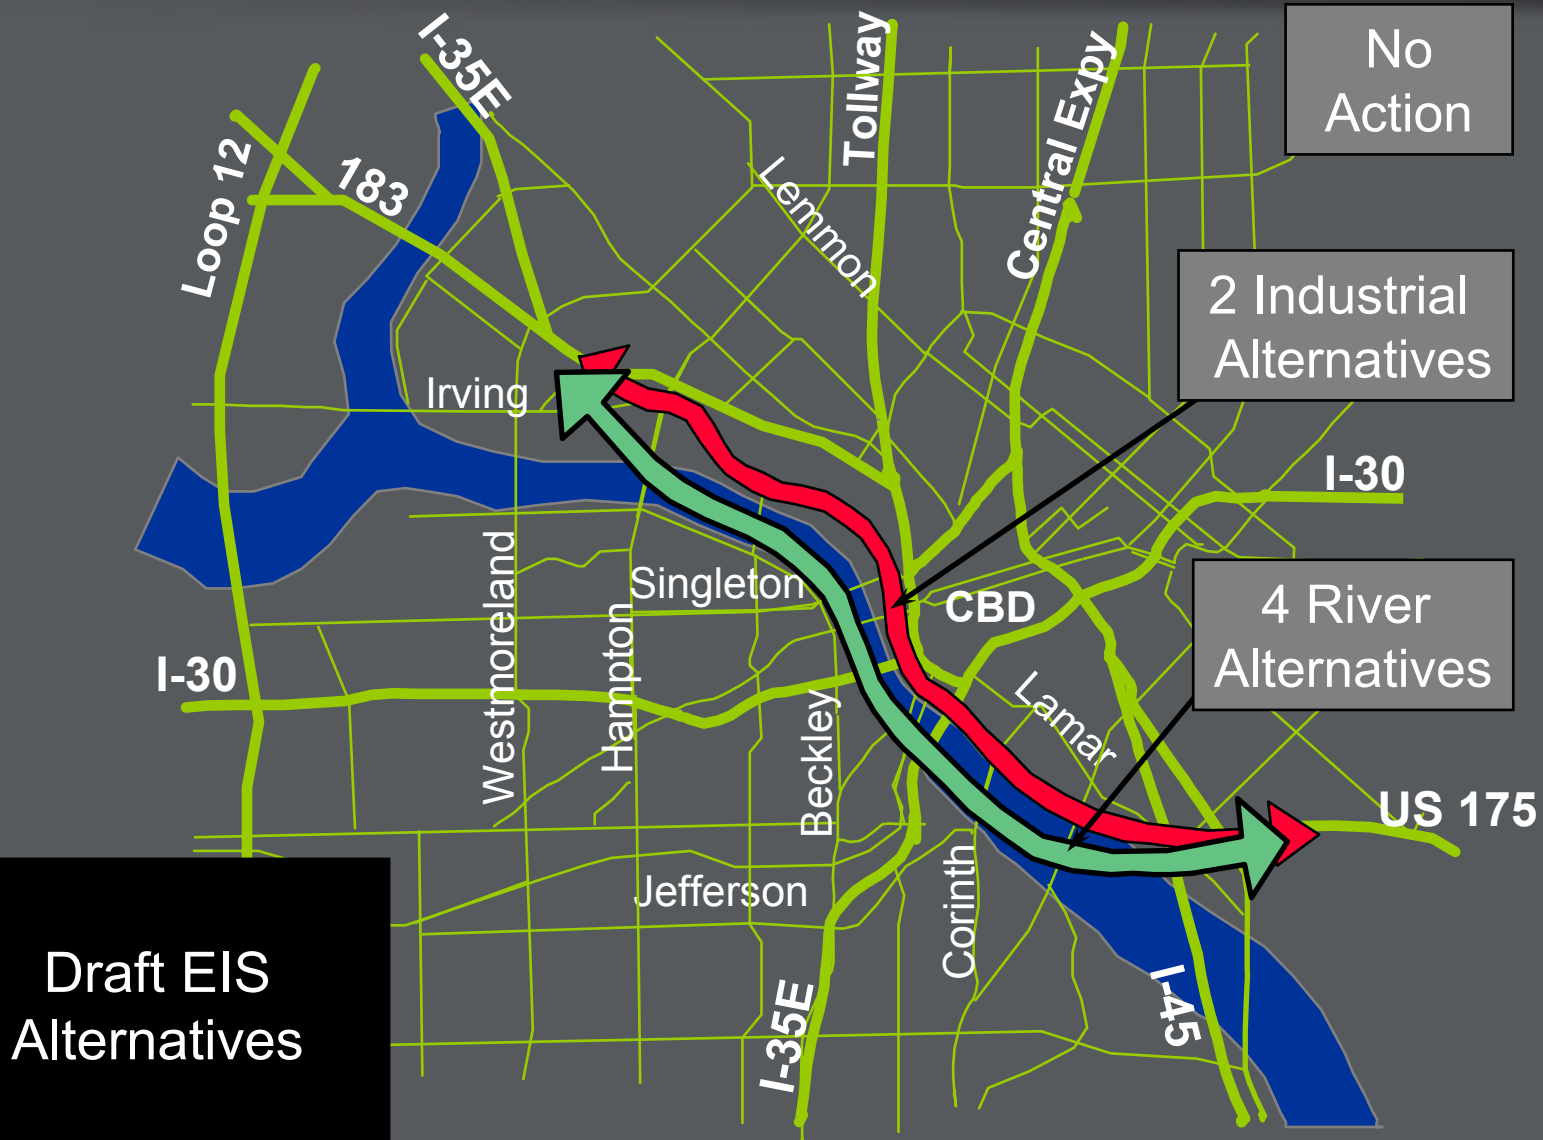 No
Action
I-35E
Tollway
Central Expy
Loop 12
183
Lemmon
2 Industrial
Alternatives
Irving
I-30
Westmoreland
Singleton
Hampton
CBD
4 River
Alternatives
I-30
Beckley
Lamar
US 175
Jefferson
Corinth
Draft EIS
Alternatives
I-35E
I-45